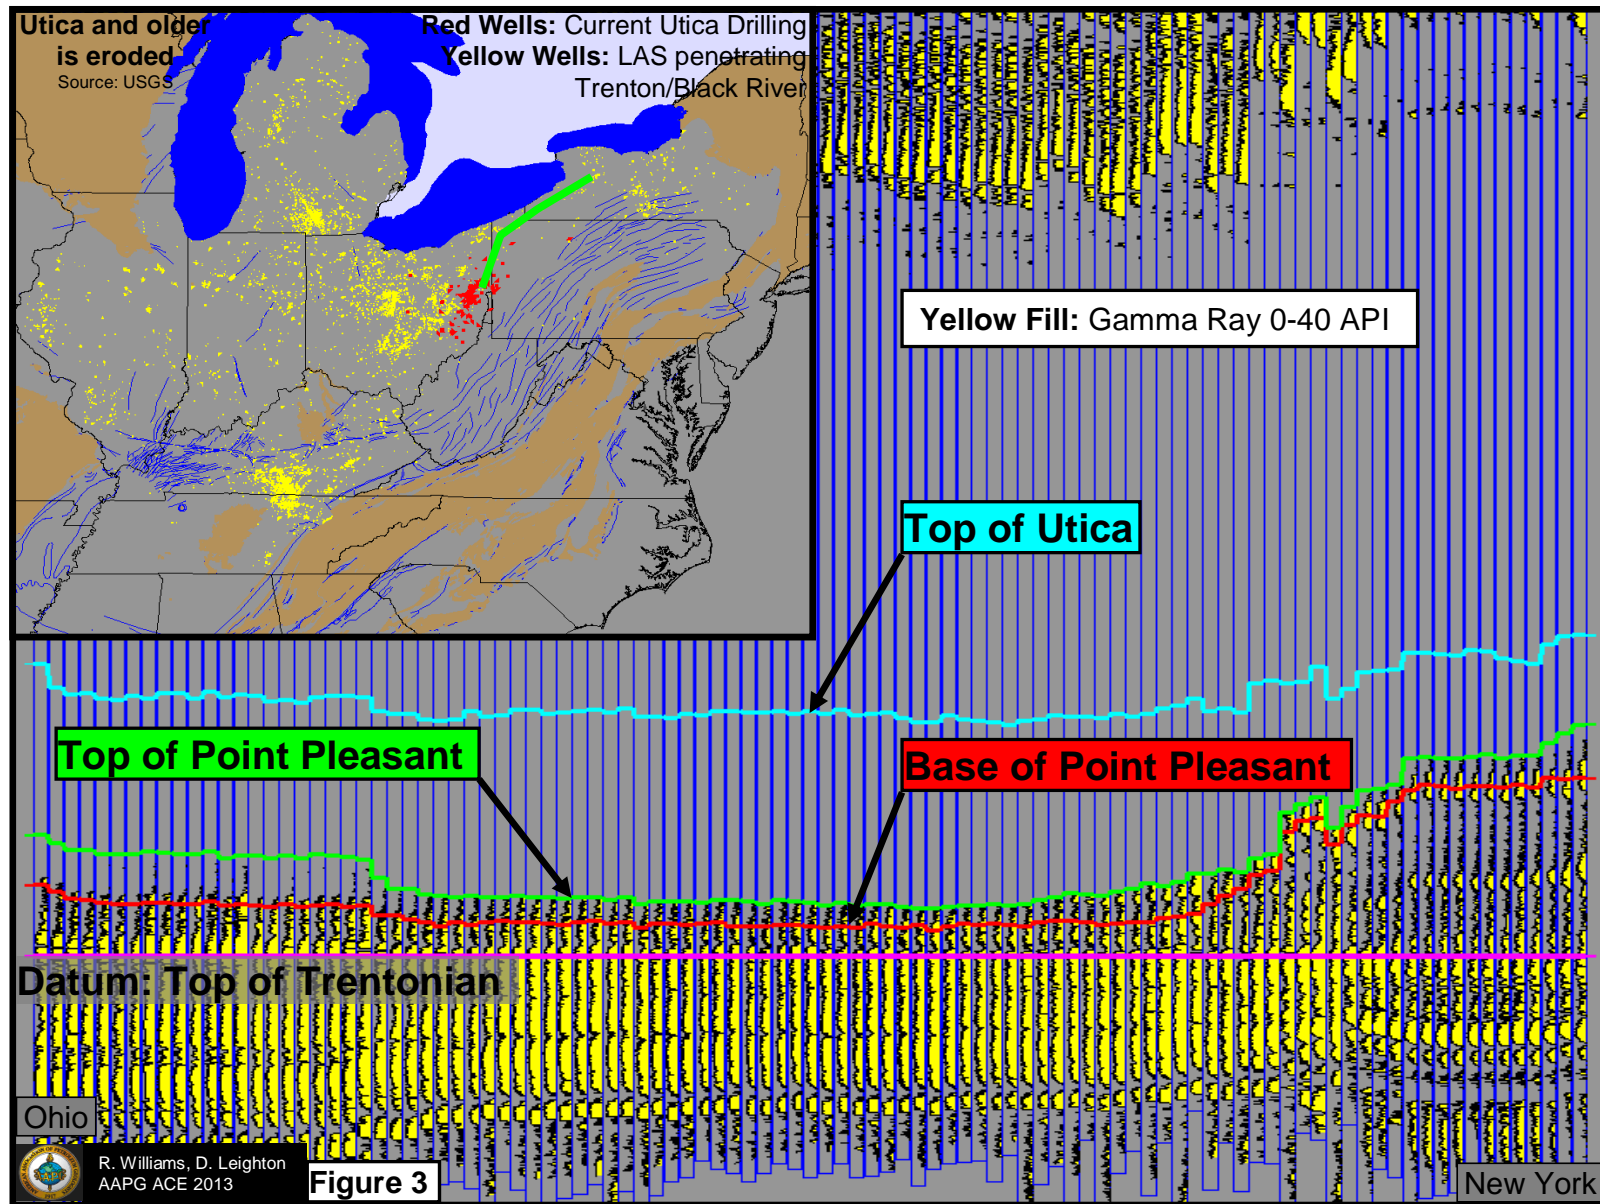 Utica and older
is eroded
Source: USGS
Red Wells: Current Utica Drilling
Yellow Wells: LAS penetrating
Trenton/Black River
Yellow Fill: Gamma Ray 0-40 API
Top of Utica
Top of Point Pleasant
Base of Point Pleasant
Datum: Top of Trentonian
Ohio
R. Williams, D. Leighton
AAPG ACE 2013
Figure 3
New York